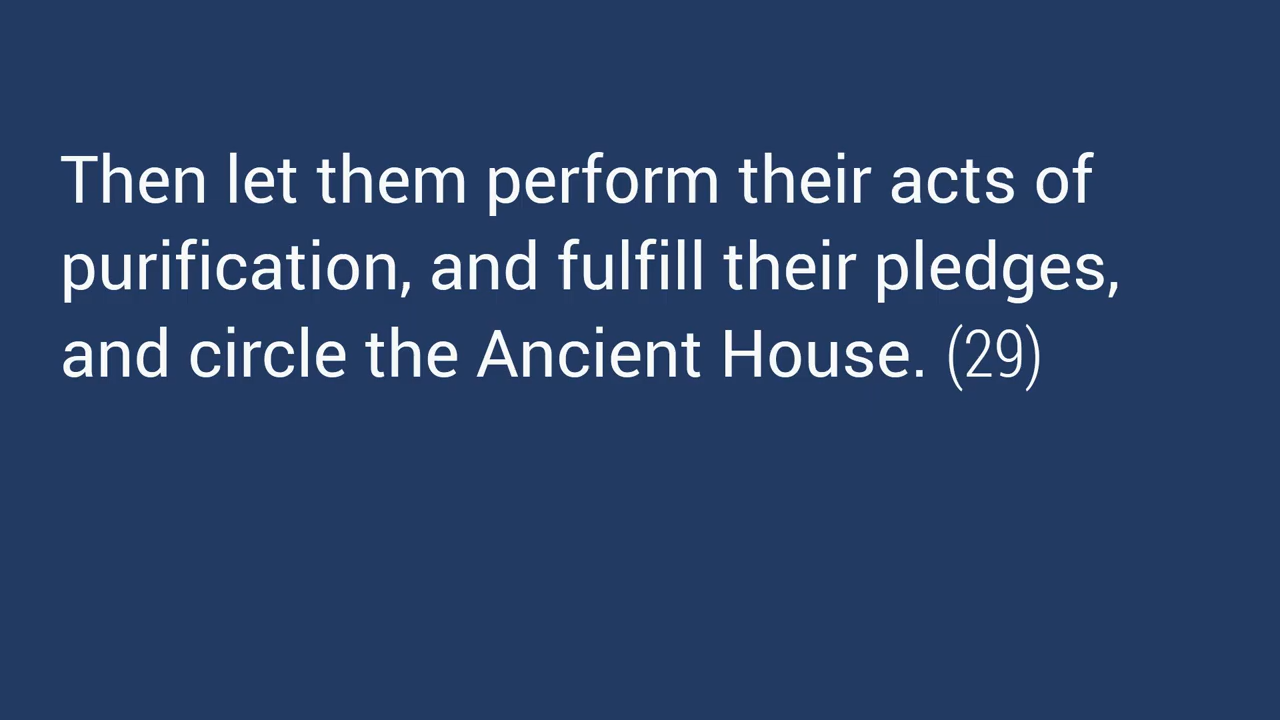 Then let them perform their acts of
purification, and fulfill their pledges,
and circle the Ancient House. (29)